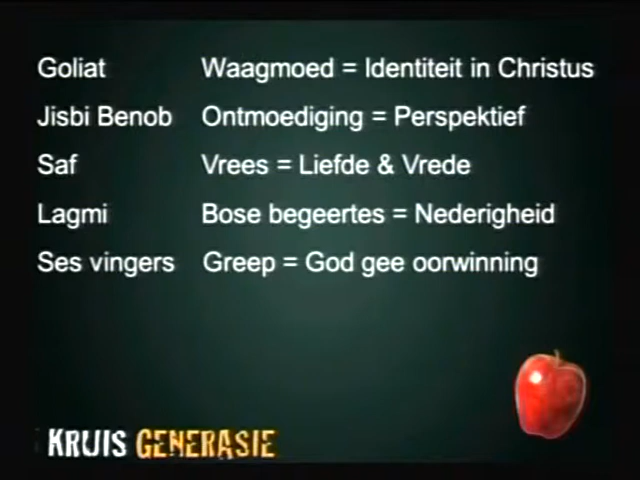 Goliat Waagmoed = Identiteit in Christus
Jisbi Benob Ontmoediging = Perspektief
Saf Vrees = Liefde & Vrede
Lagmi Bose begeertes = Nederigheid
Ses vingers Greep = God gee oorwinning
KRUIS GENERASIE